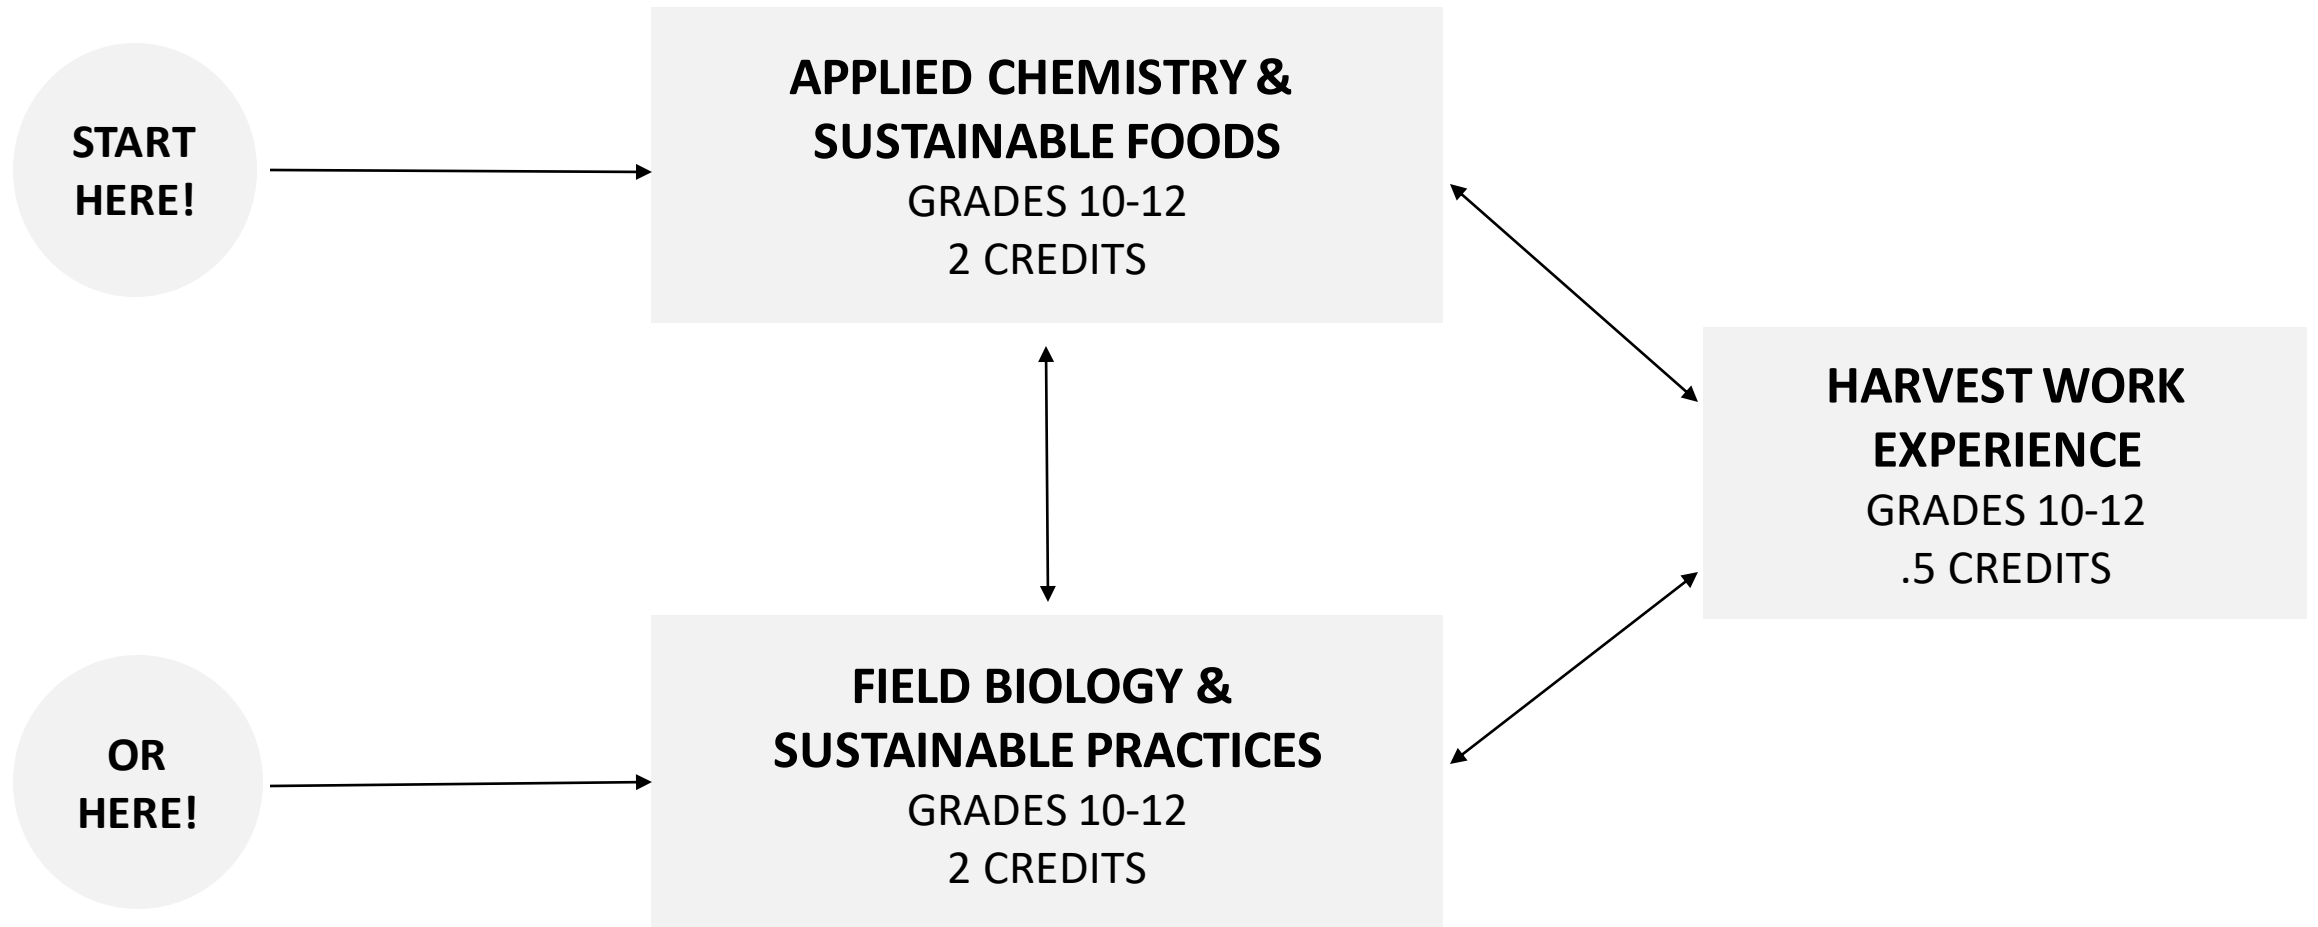 START
HERE!
APPLIED CHEMISTRY &
SUSTAINABLE FOODS
GRADES 10-12
2 CREDITS
HARVEST WORK
EXPERIENCE
GRADES 10-12
.5 CREDITS
OR
HERE!
FIELD BIOLOGY &
SUSTAINABLE PRACTICES
GRADES 10-12
2 CREDITS